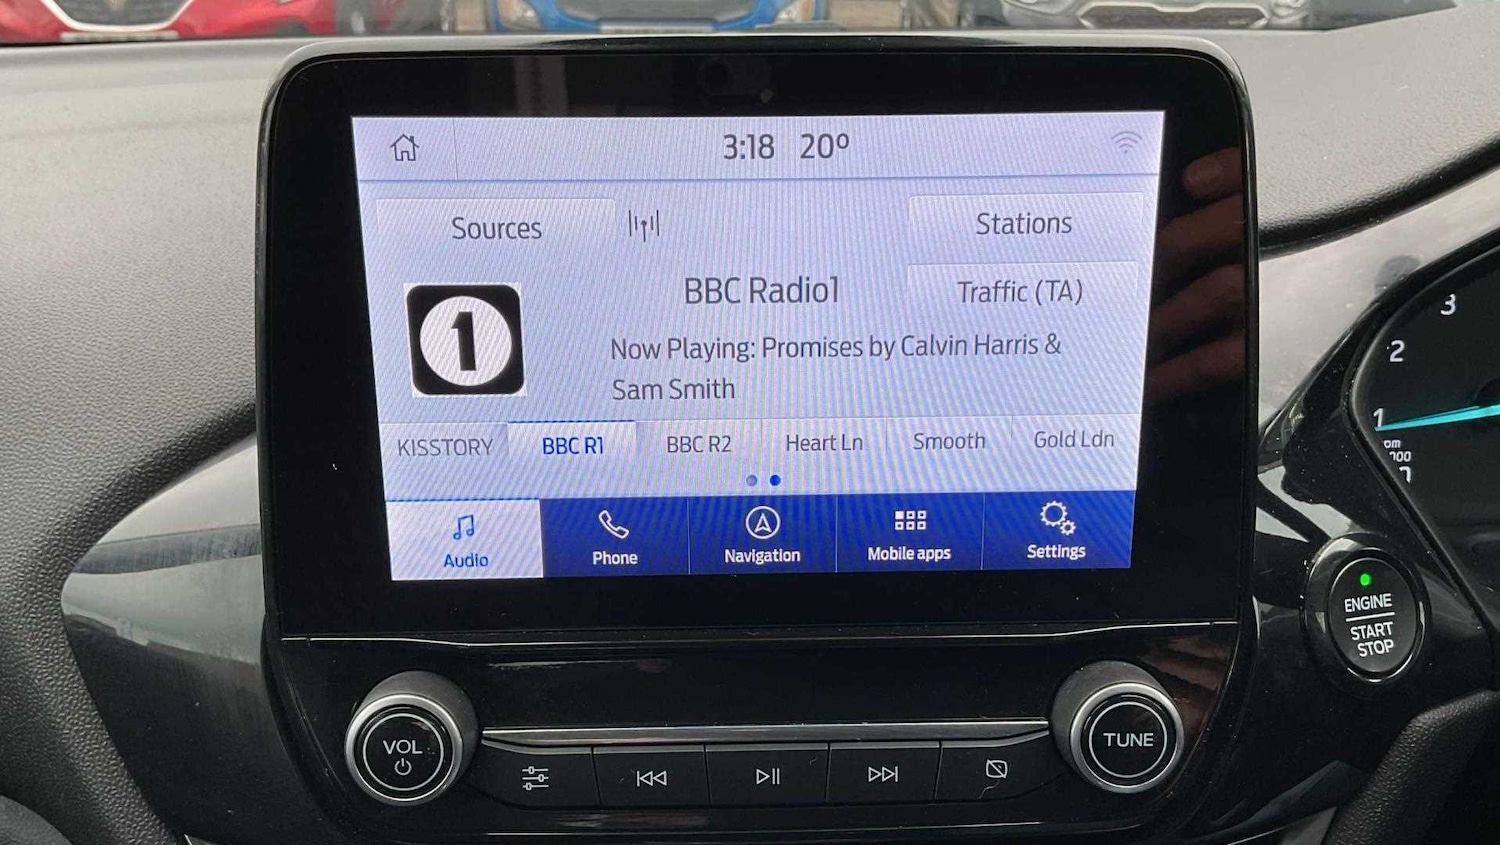 3:18 20º
Sources
Stations
BBC Radio1
Traffic (TA)
1
Now Playing: Promises by Calvin Harris &
Sam Smith
KISSTORY BBC R1 BBC R2 Heart Ln Smooth Gold Ldn
Audio Phone Navigation Mobile apps Settings
VOL
TUNE
3
2
1
ENGINE
START
STOP